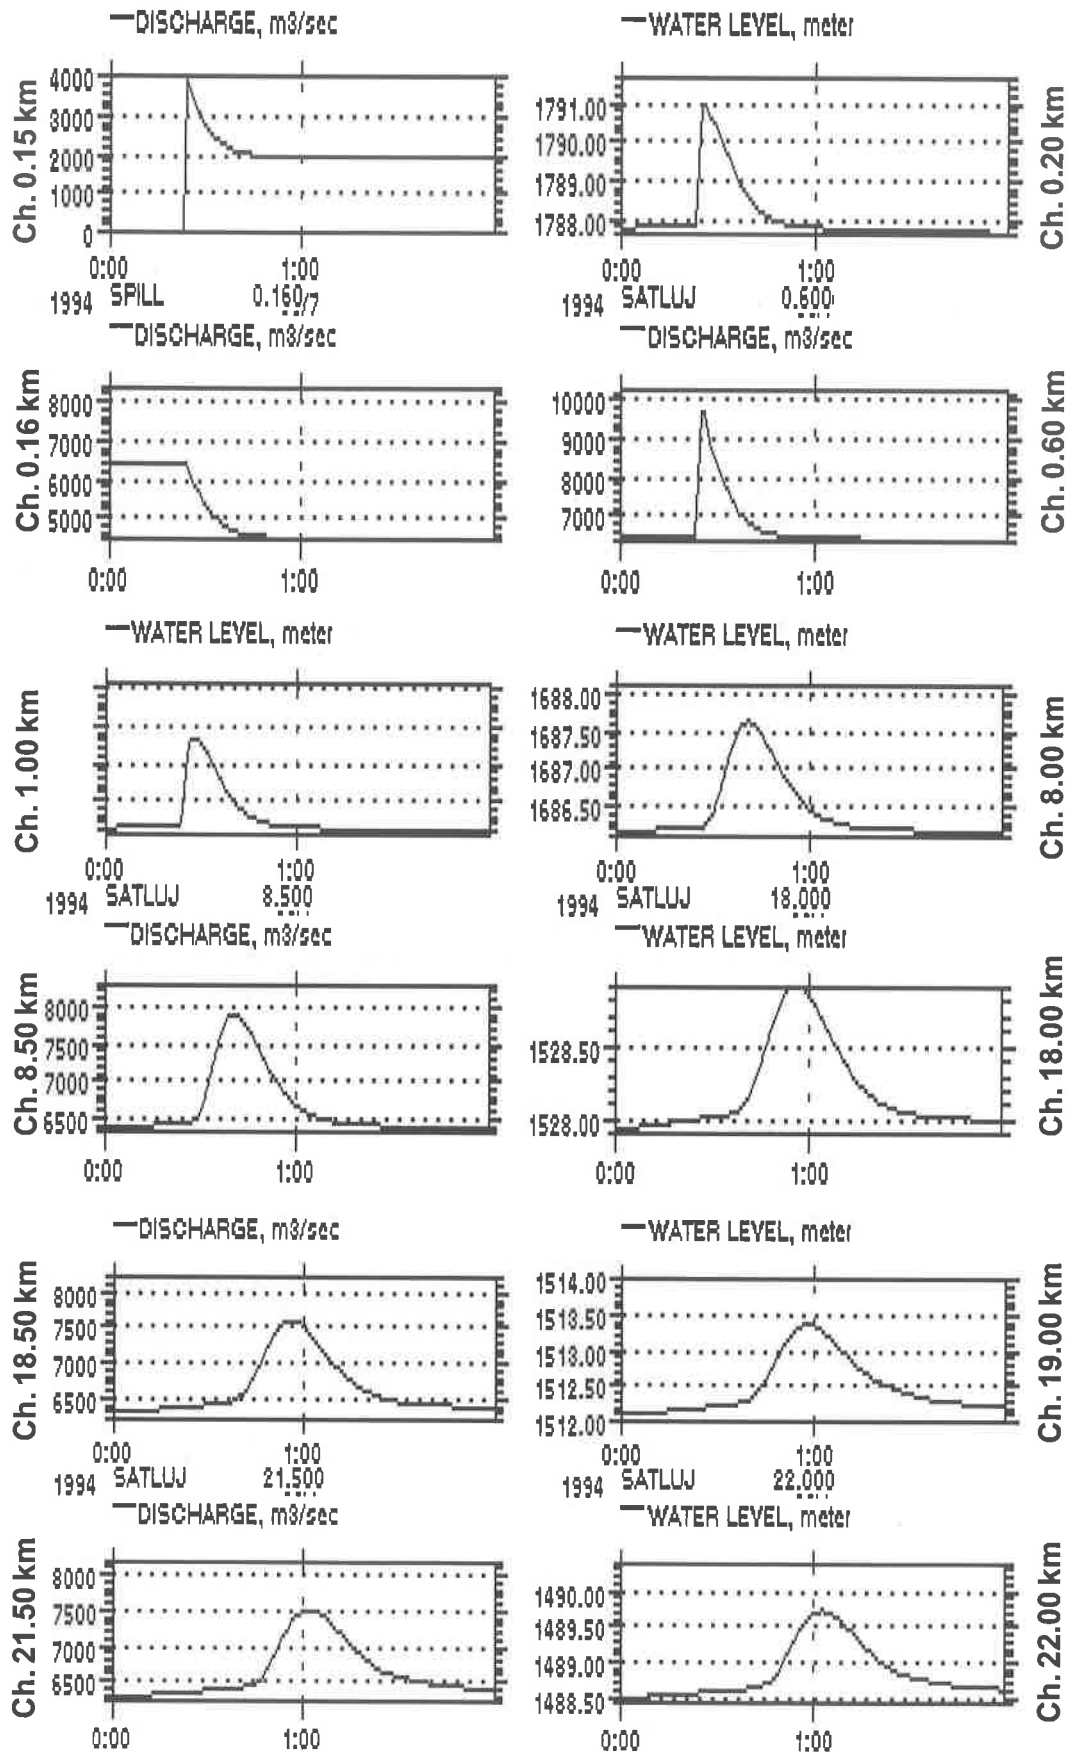 DISCHARGE, m3/sec
Ch. 0.15 km
4000
3000
2000
1000
0
0:00 1:00
1994 SPILL 0.160
WATER LEVEL, meter
1791.00
1790.00
1789.00
1788.00
Ch. 0.20 km
0:00 1:00
1994 SATLUJ 0.600
DISCHARGE, m3/sec
Ch. 0.16 km
8000
7000
6000
5000
0:00 1:00
DISCHARGE, m3/sec
10000
9000
8000
7000
Ch. 0.60 km
0:00 1:00
WATER LEVEL, meter
Ch. 1.00 km
0:00 1:00
1994 SATLUJ 8.500
WATER LEVEL, meter
1688.00
1687.50
1687.00
1686.50
Ch. 8.00 km
0:00 1:00
1994 SATLUJ 18.000
DISCHARGE, m3/sec
Ch. 8.50 km
8000
7500
7000
6500
0:00 1:00
WATER LEVEL, meter
1528.50
1528.00
Ch. 18.00 km
0:00 1:00
DISCHARGE, m3/sec
Ch. 18.50 km
8000
7500
7000
6500
0:00 1:00
1994 SATLUJ 21.500
WATER LEVEL, meter
1514.00
1513.50
1513.00
1512.50
1512.00
Ch. 19.00 km
0:00 1:00
1994 SATLUJ 22.000
DISCHARGE, m3/sec
Ch. 21.50 km
8000
7500
7000
6500
0:00 1:00
WATER LEVEL, meter
1490.00
1489.50
1489.00
1488.50
Ch. 22.00 km
0:00 1:00